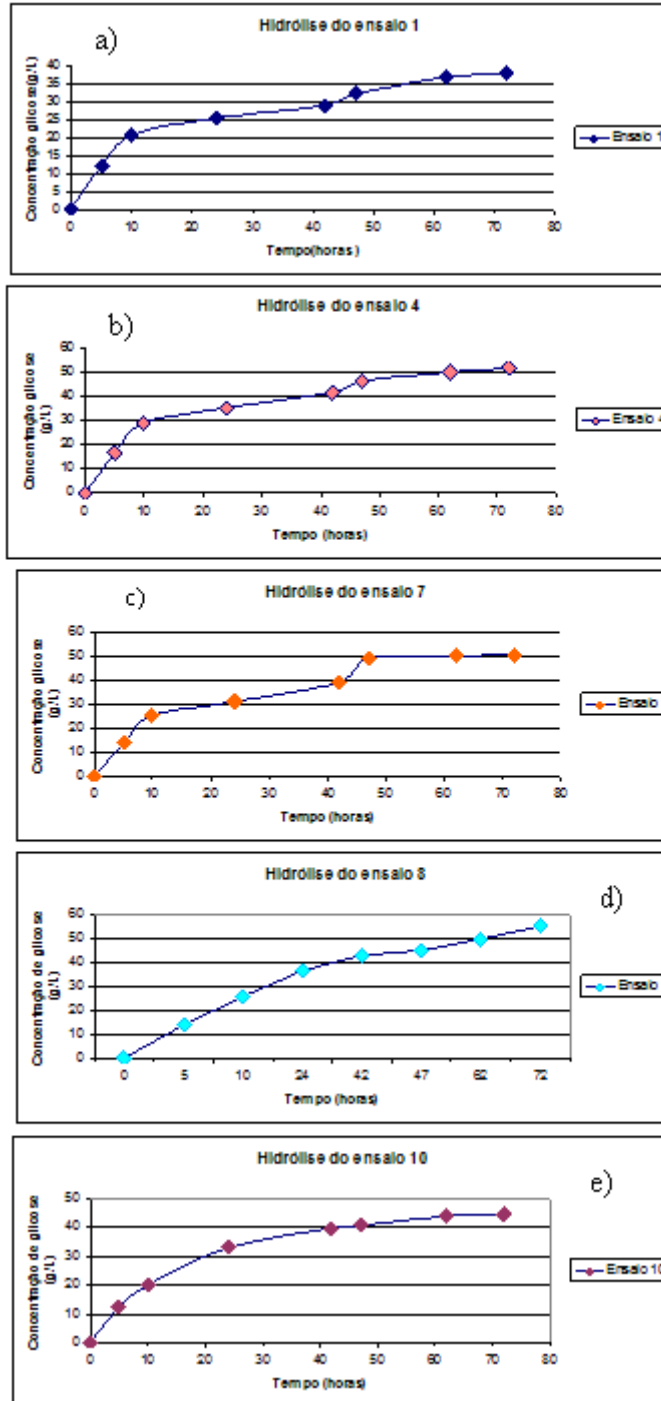 a)
Hidrólise do ensaio 1
Concentração glicose(g/L)
40
35
30
25
20
15
10
5
0
0 10 20 30 40 50 60 70 80
Tempo(horas)
Ensaio 1
b)
Hidrólise do ensaio 4
Concentração glicose
(g/L)
60
50
40
30
20
10
0
0 10 20 30 40 50 60 70 80
Tempo (horas)
Ensaio 4
c)
Hidrólise do ensaio 7
Concentração glicose
(g/L)
60
50
40
30
20
10
0
0 10 20 30 40 50 60 70 80
Tempo (horas)
Ensaio
Hidrólise do ensaio 8
d)
Concentração de glicose
(g/L)
60
50
40
30
20
10
0
0 5 10 24 42 47 62 72
Tempo (horas)
Ensaio
Hidrólise do ensaio 10
e)
Concentração de glicose
(g/L)
50
40
30
20
10
0
0 10 20 30 40 50 60 70 80
Tempo (horas)
Ensaio 10